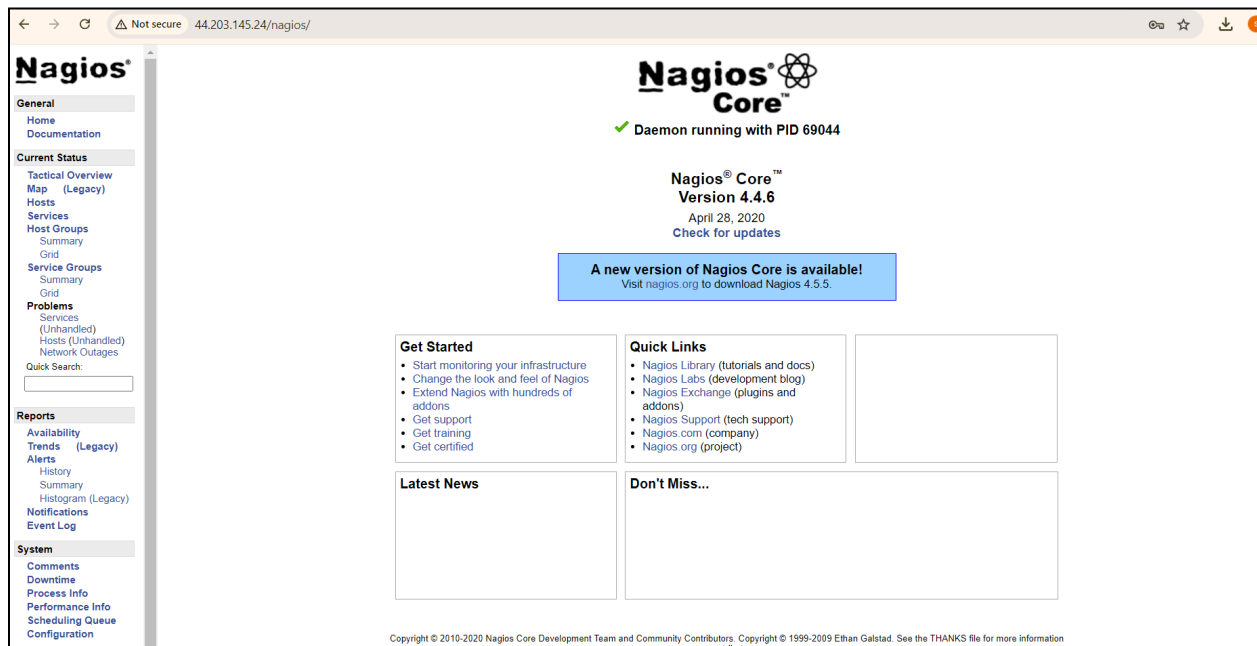 Not secure 44.203.145.24/nagios/
Nagios®
General
Home
Documentation
Current Status
Tactical Overview
Map (Legacy)
Hosts
Services
Host Groups
Summary
Grid
Service Groups
Summary
Grid
Problems
Services
(Unhandled)
Hosts (Unhandled)
Network Outages
Quick Search:
Reports
Availability
Trends (Legacy)
Alerts
History
Summary
Histogram (Legacy)
Notifications
Event Log
System
Comments
Downtime
Process Info
Performance Info
Scheduling Queue
Configuration
Nagios®
Core™
Daemon running with PID 69044
Nagios® Core™
Version 4.4.6
April 28, 2020
Check for updates
A new version of Nagios Core is available!
Visit nagios.org to download Nagios 4.5.5.
Get Started
• Start monitoring your infrastructure
• Change the look and feel of Nagios
• Extend Nagios with hundreds of
addons
• Get support
• Get training
• Get certified
Quick Links
• Nagios Library (tutorials and docs)
• Nagios Labs (development blog)
• Nagios Exchange (plugins and
addons)
• Nagios Support (tech support)
• Nagios.com (company)
• Nagios.org (project)
Latest News
Don't Miss...
Copyright © 2010-2020 Nagios Core Development Team and Community Contributors. Copyright © 1999-2009 Ethan Galstad. See the THANKS file for more information